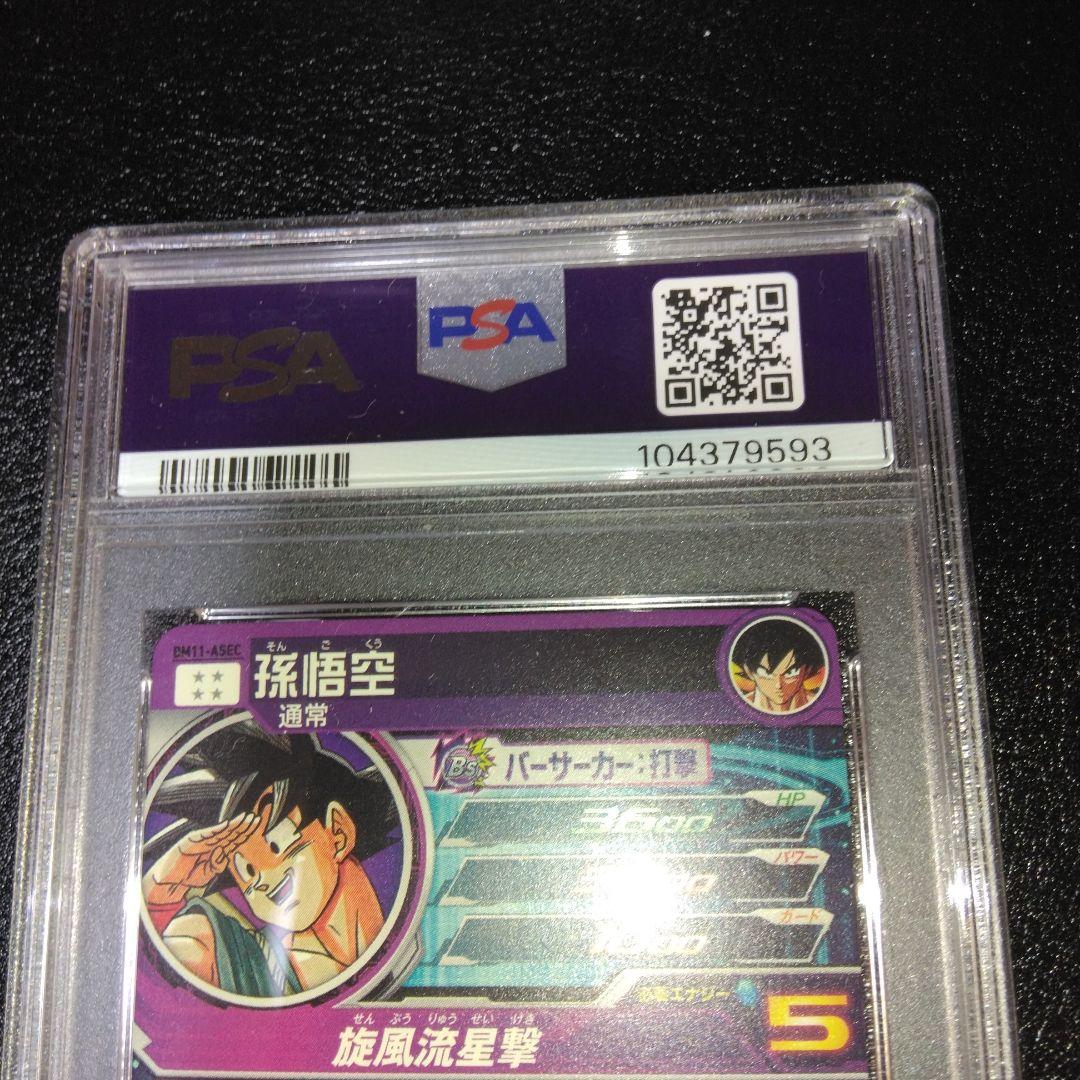 PSA
PSA
104379593
BM11-ASEC
そん ご くう
孫悟空
通常
Bs
バーサーカー:打撃
HP
パワー
ガード
必要エナジー
5
せん ぷう りゅう せい げき
旋風流星撃